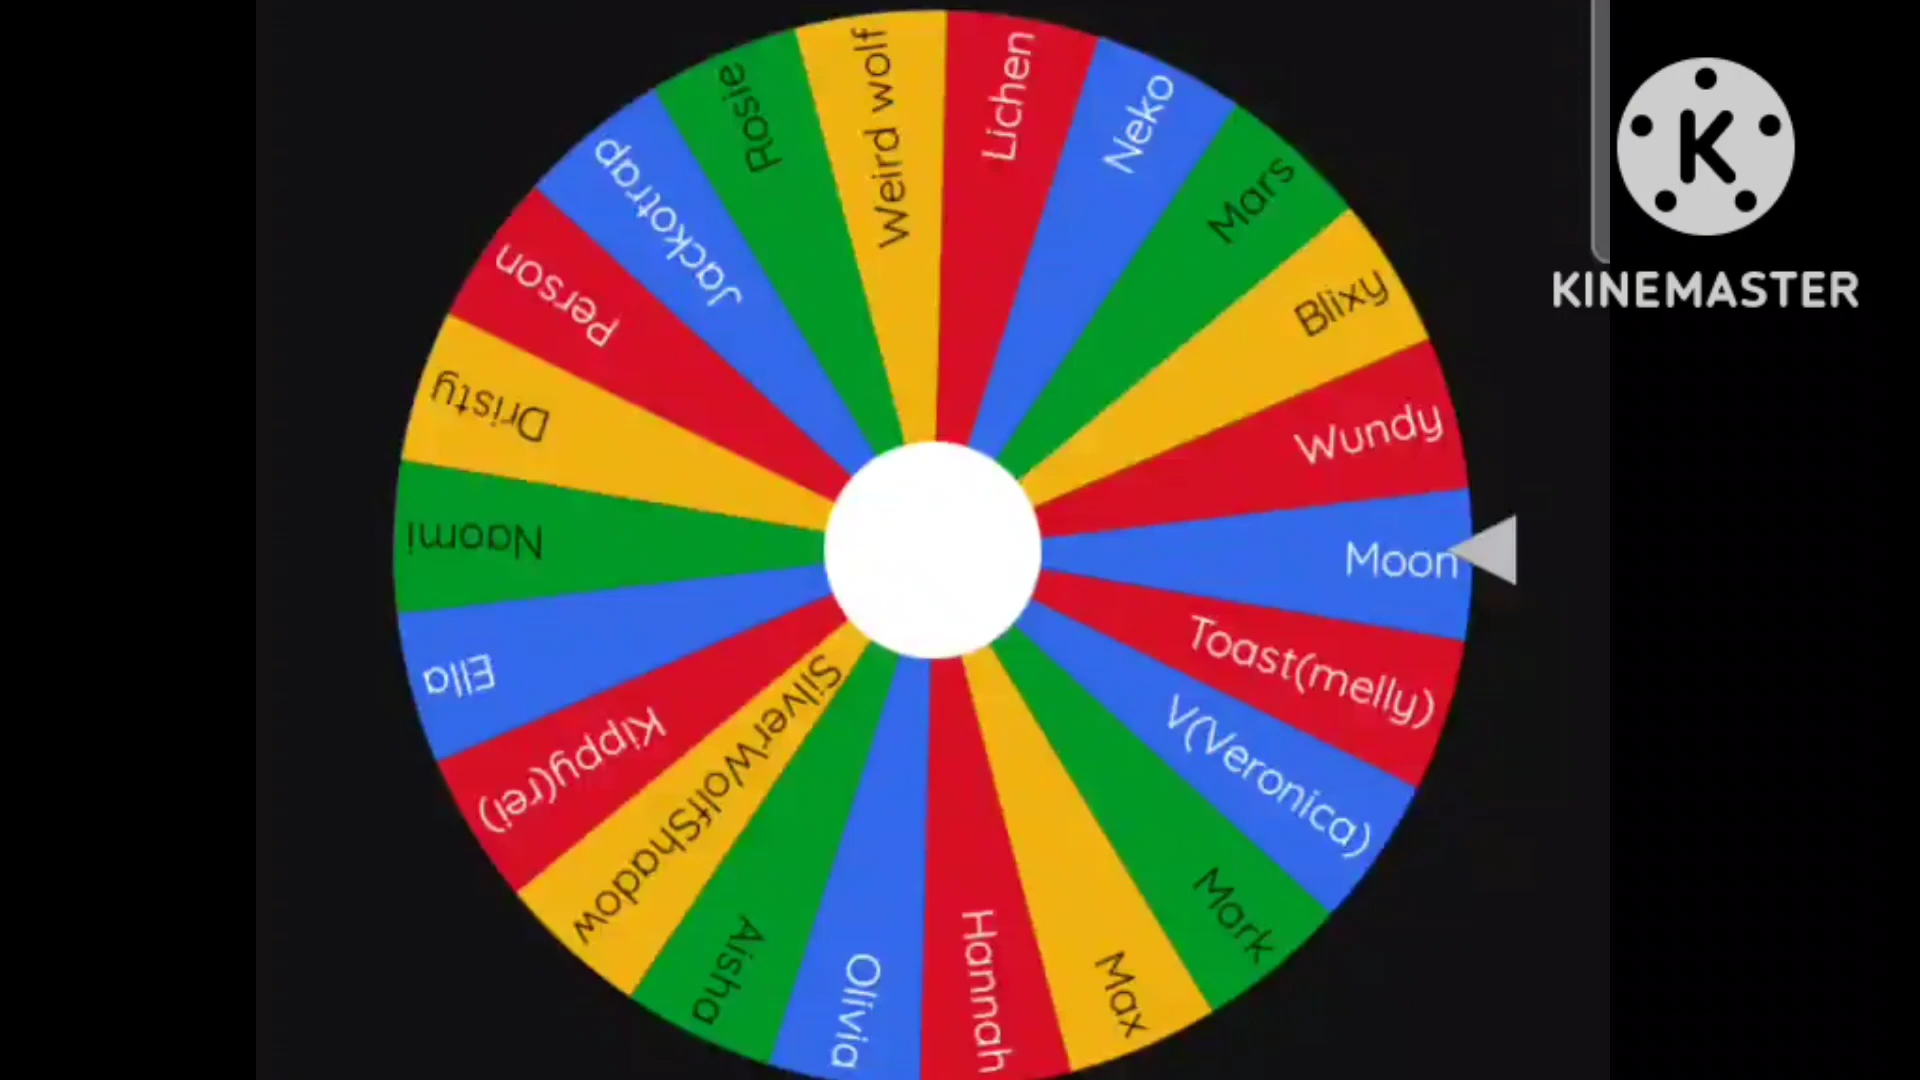 Weird wolf
Lichen
Neko
Mars
Blixy
Wundy
Moon
Toast(melly)
V(Veronica)
Mark
Max
Hannah
Olivia
Aisha
SilverWolfShadow
Kippy(rei)
Ella
Naomi
Dristy
Person
Jackotrap
Rosie
K
KINEMASTER